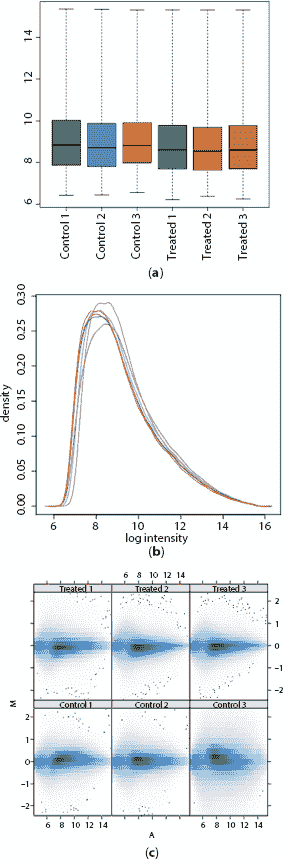 14
12
10
8
6
Control 1
Control 2
Control 3
Treated 1
Treated 2
Treated 3
(a)
0.30
0.25
0.20
0.15
0.10
0.05
0.00
density
6 8 10 12 14 16
log intensity
(b)
6 8 10 12 14
Treated 1 Treated 2 Treated 3
2
1
0
-1
-2
M
Control 1 Control 2 Control 3
2
1
0
-1
-2
6 8 10 12 14 6 8 10 12 14
A
(c)